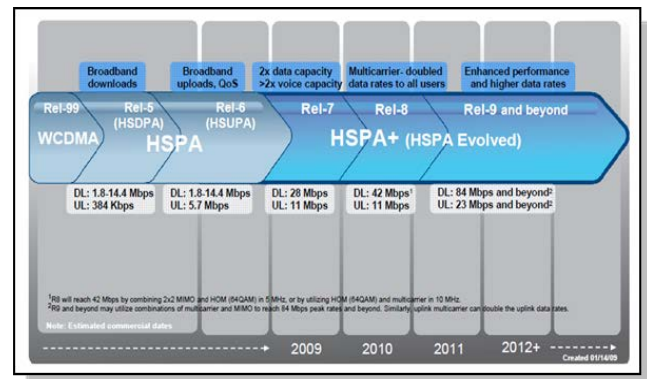 Broadband
downloads
Broadband
uploads, QoS
2x data capacity
>2x voice capacity
Multicarrier- doubled
data rates to all users
Enhanced performance
and higher data rates
Rel-99
WCDMA
Rel-5
(HSDPA)
Rel-6
(HSUPA)
HSPA
Rel-7
Rel-8
Rel-9 and beyond
HSPA+ (HSPA Evolved)
DL: 1.8-14.4 Mbps
UL: 384 Kbps
DL: 1.8-14.4 Mbps
UL: 5.7 Mbps
DL: 28 Mbps
UL: 11 Mbps
DL: 42 Mbps¹
UL: 11 Mbps
DL: 84 Mbps and beyond²
UL: 23 Mbps and beyond²
¹R8 will reach 42 Mbps by combining 2x2 MIMO and HOM (64QAM) in 5 MHz, or by utilizing HOM (64QAM) and multicarrier in 10 MHz.
²R9 and beyond may utilize combinations of multicarrier and MIMO to reach 84 Mbps peak rates and beyond. Similarly, uplink multicarrier can double the uplink data rates.
Note: Estimated commercial dates
2009
2010
2011
2012+
Created 01/14/09